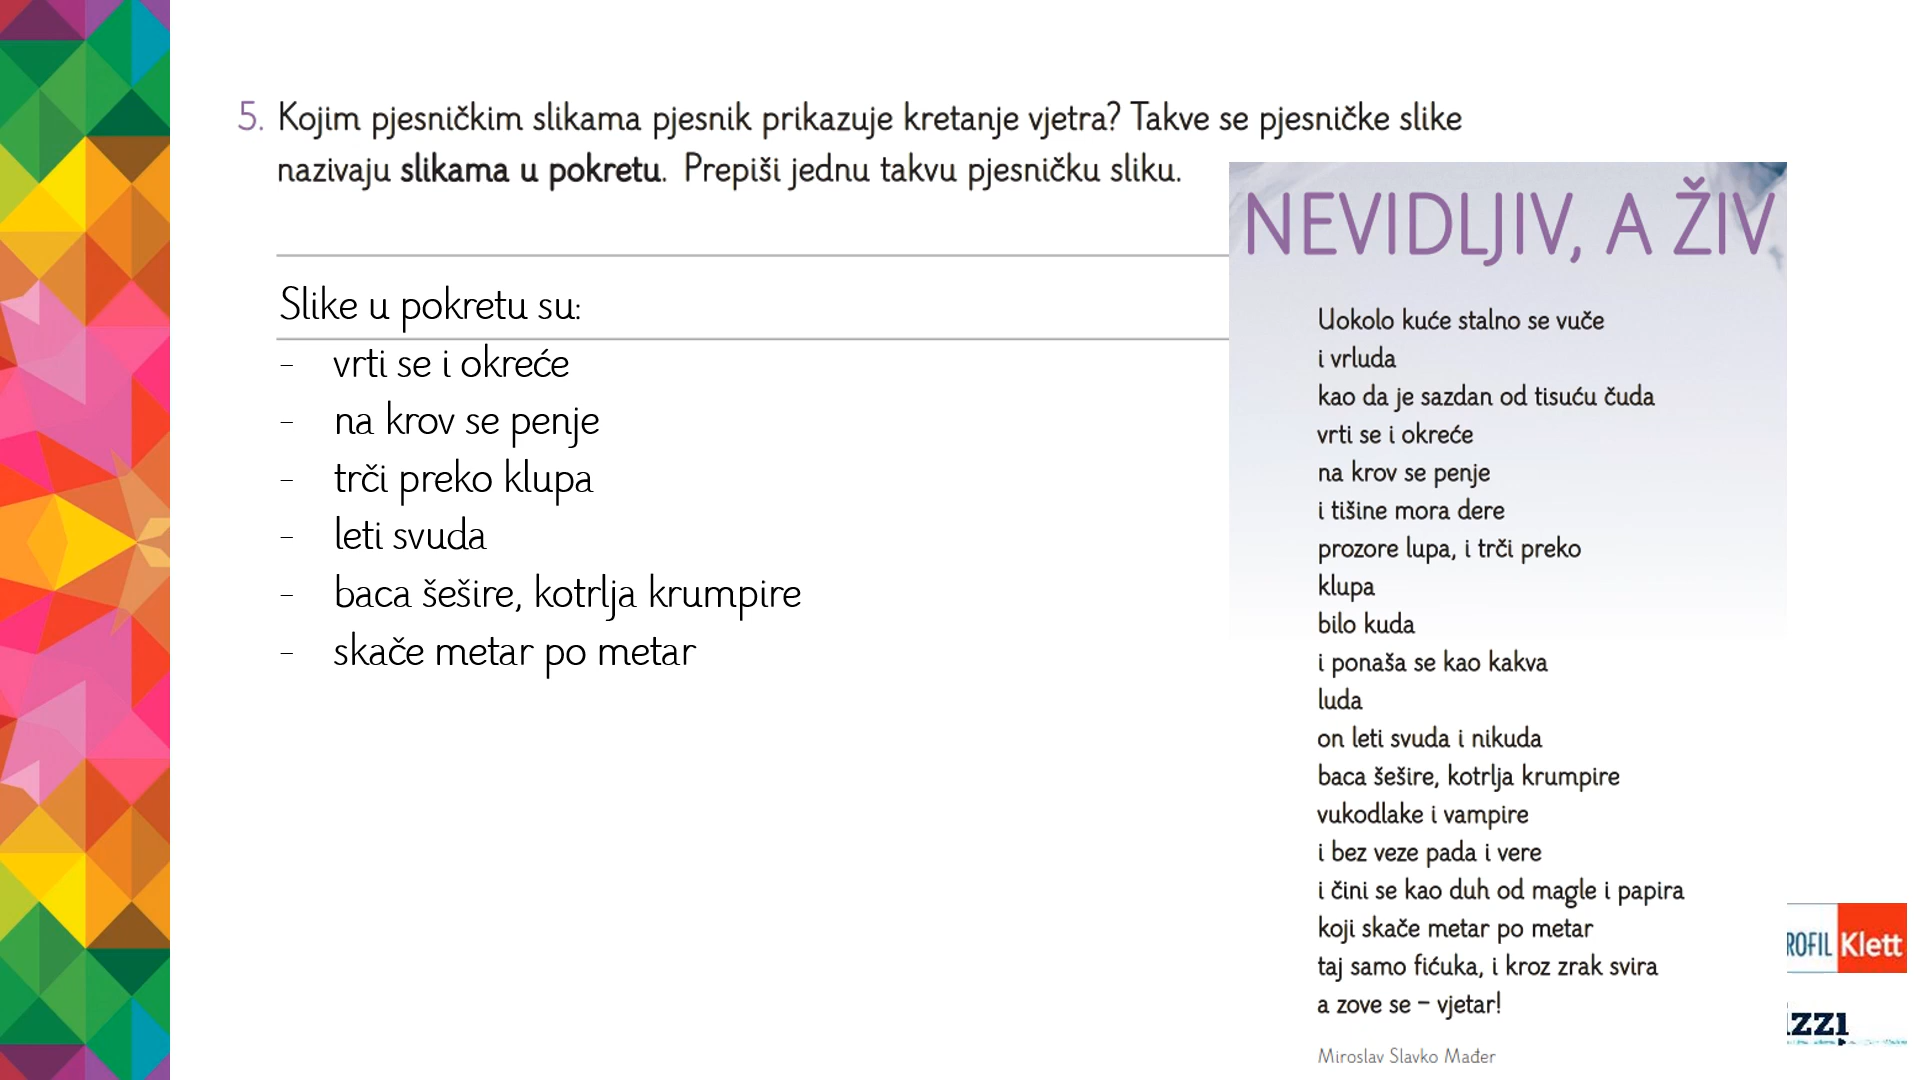 5. Kojim pjesničkim slikama pjesnik prikazuje kretanje vjetra? Takve se pjesničke slike
nazivaju slikama u pokretu. Prepiši jednu takvu pjesničku sliku.
Slike u pokretu su:
- vrti se i okreće
- na krov se penje
- trči preko klupa
- leti svuda
- baca šešire, kotrlja krumpire
- skače metar po metar
NEVIDLJIV, A ŽIV
Uokolo kuće stalno se vuče
i vrluda
kao da je sazdan od tisuću čuda
vrti se i okreće
na krov se penje
i tišine mora dere
prozore lupa, i trči preko
klupa
bilo kuda
i ponaša se kao kakva
luda
on leti svuda i nikuda
baca šešire, kotrlja krumpire
vukodlake i vampire
i bez veze pada i vere
i čini se kao duh od magle i papira
koji skače metar po metar
taj samo fićuka, i kroz zrak svira
a zove se – vjetar!
Miroslav Slavko Mađer
ROFIL Klett
izzi